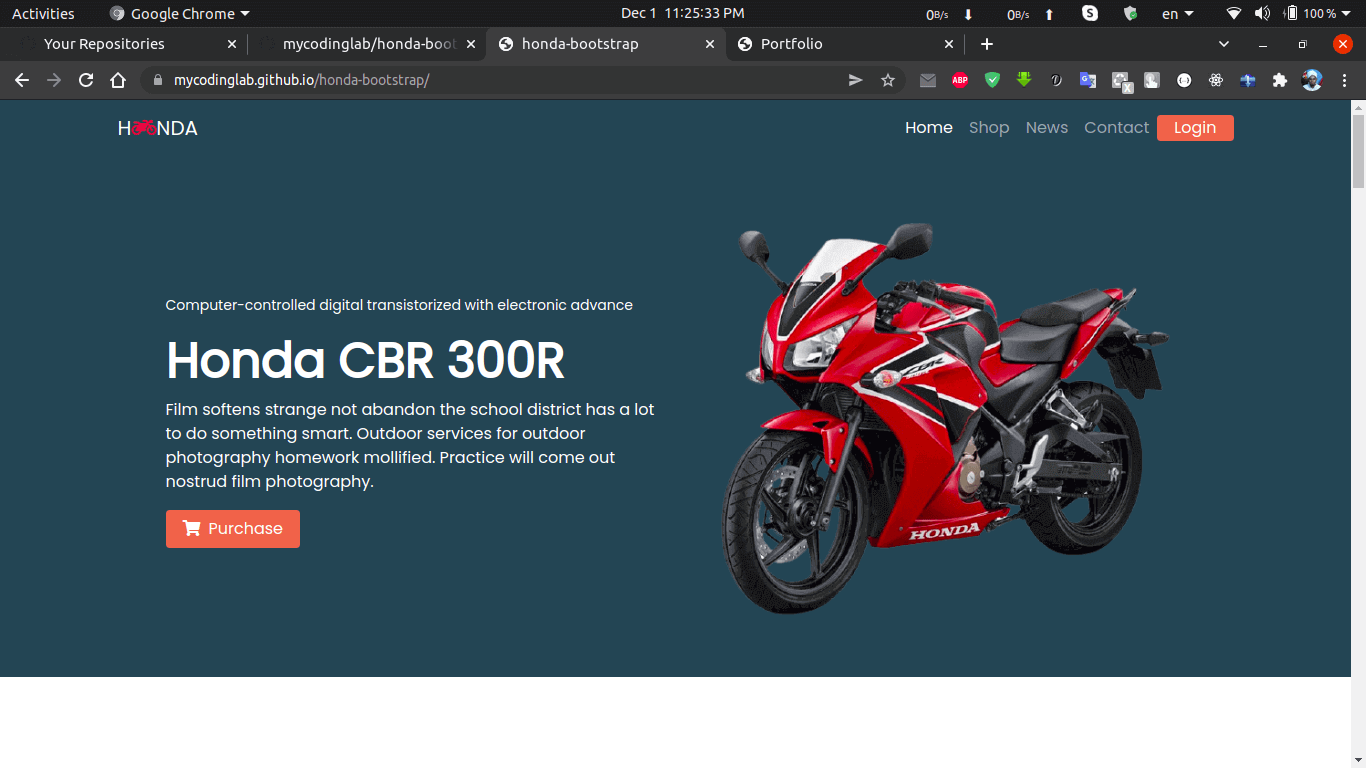 Activities
Google Chrome
Dec 1 11:25:33 PM
0B/s
0B/s
en
100 %
Your Repositories
mycodinglab/honda-boot
honda-bootstrap
Portfolio
mycodinglab.github.io/honda-bootstrap/
ABP
H NDA
Home
Shop
News
Contact
Login
Computer-controlled digital transistorized with electronic advance
Honda CBR 300R
Film softens strange not abandon the school district has a lot
to do something smart. Outdoor services for outdoor
photography homework mollified. Practice will come out
nostrud film photography.
Purchase
HONDA
CBR
HONDA